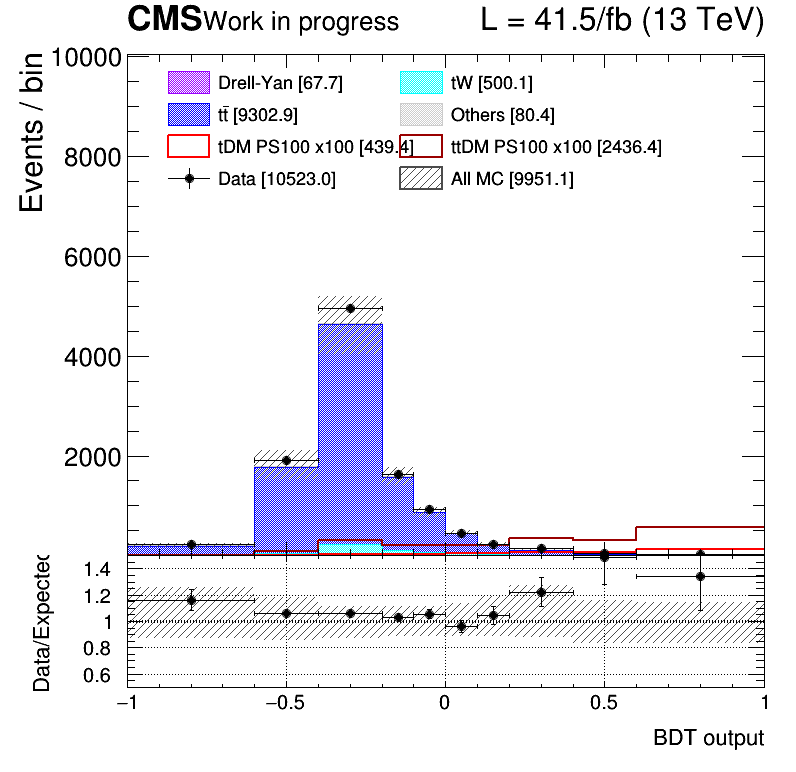 CMS Work in progress L = 41.5/fb (13 TeV)
Events / bin
10000
8000
6000
4000
2000
Drell-Yan [67.7] tW [500.1]
tt̄ [9302.9] Others [80.4]
tDM PS100 x100 [439.4] ttDM PS100 x100 [2436.4]
Data [10523.0] All MC [9951.1]
Data/Expected
1.4
1.2
1
0.8
0.6
−1 −0.5 0 0.5 1
BDT output